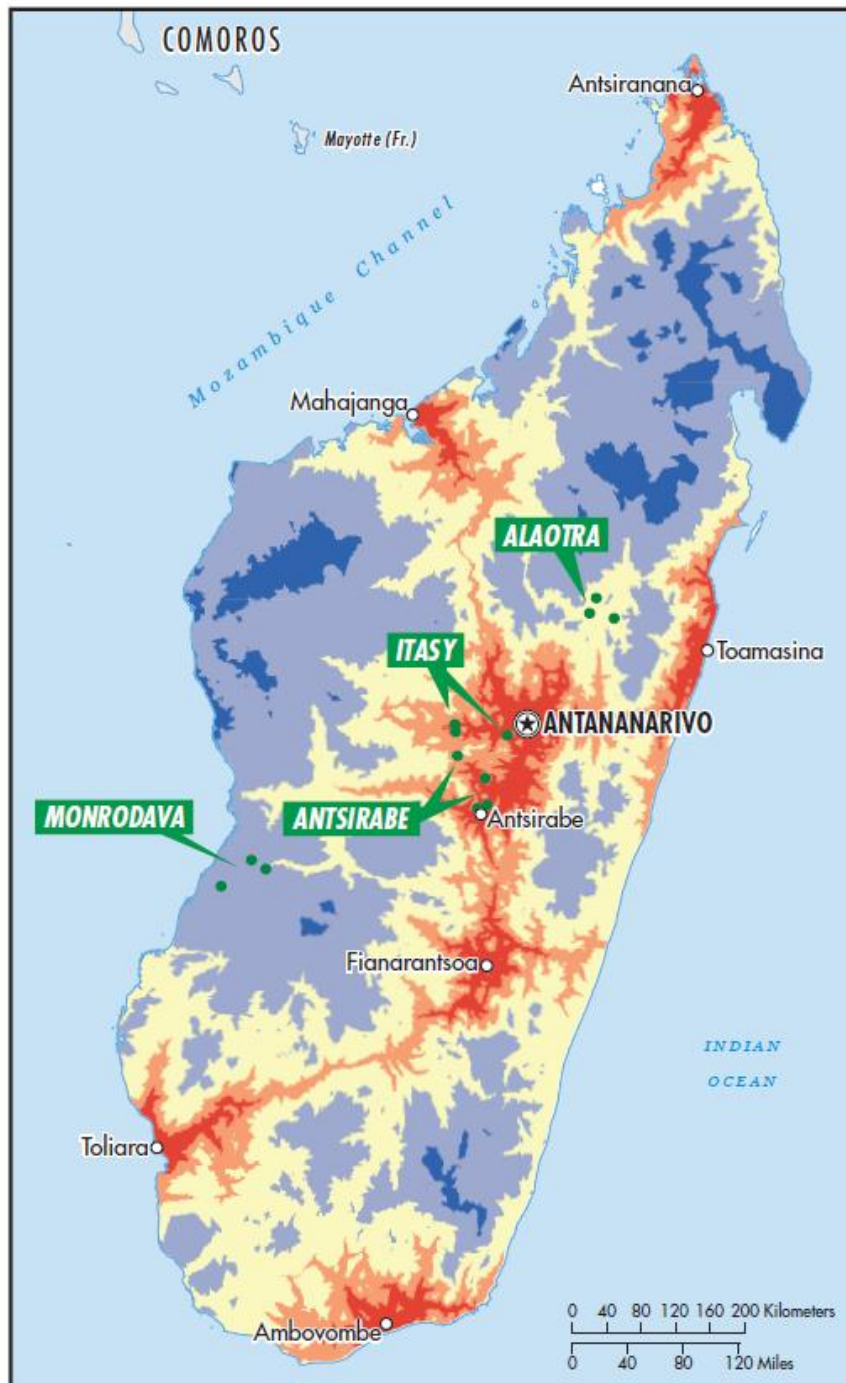 COMOROS
Antsiranana
Mayotte (Fr.)
Mozambique Channel
Mahajanga
ALAOTRA
ITASY
Toamasina
ANTANANARIVO
MONRODAVA
ANTSIRABE
Antsirabe
Fianarantsoa
INDIAN
OCEAN
Toliara
0 40 80 120 160 200 Kilometers
0 40 80 120 Miles
Ambovombe